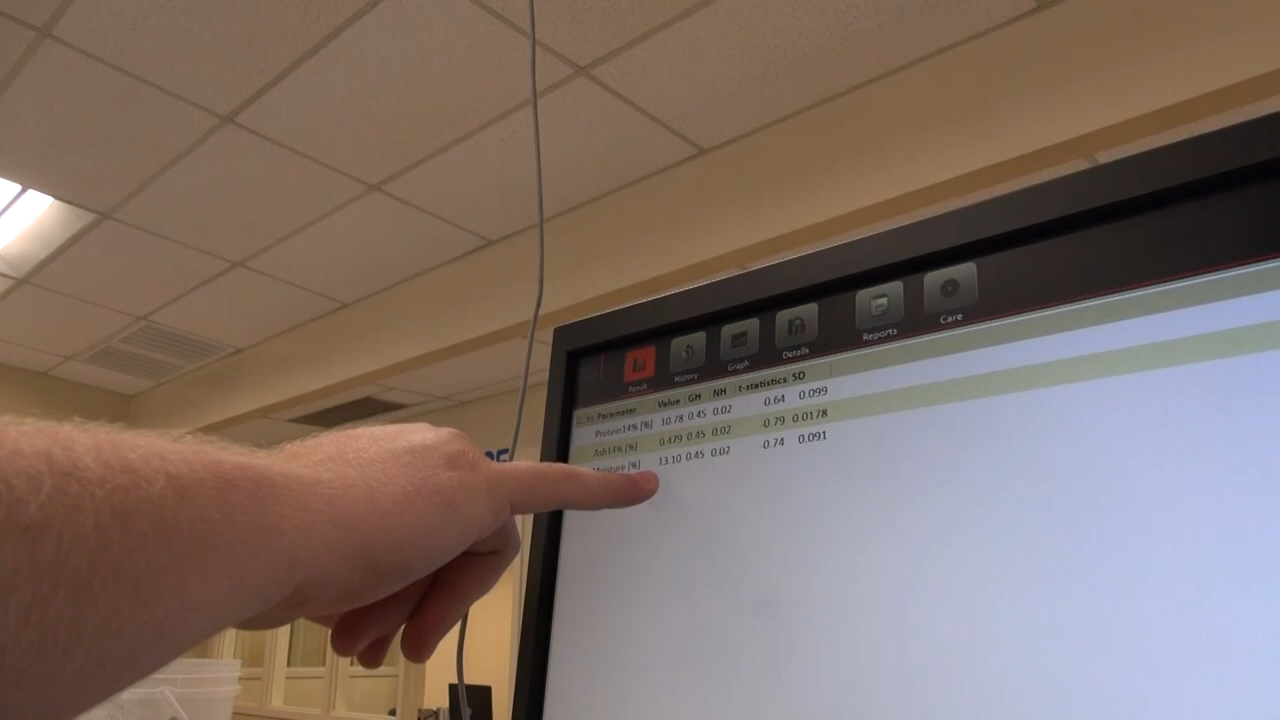 Result History Graph Details Reports Care
Parameter Value GH NH t-statistics SD
Protein14% [%] 10.78 0.45 0.02 -0.64 0.099
Ash14% [%] 0.479 0.45 0.02 -0.79 0.0178
Moisture [%] 13.10 0.45 0.02 -0.74 0.091